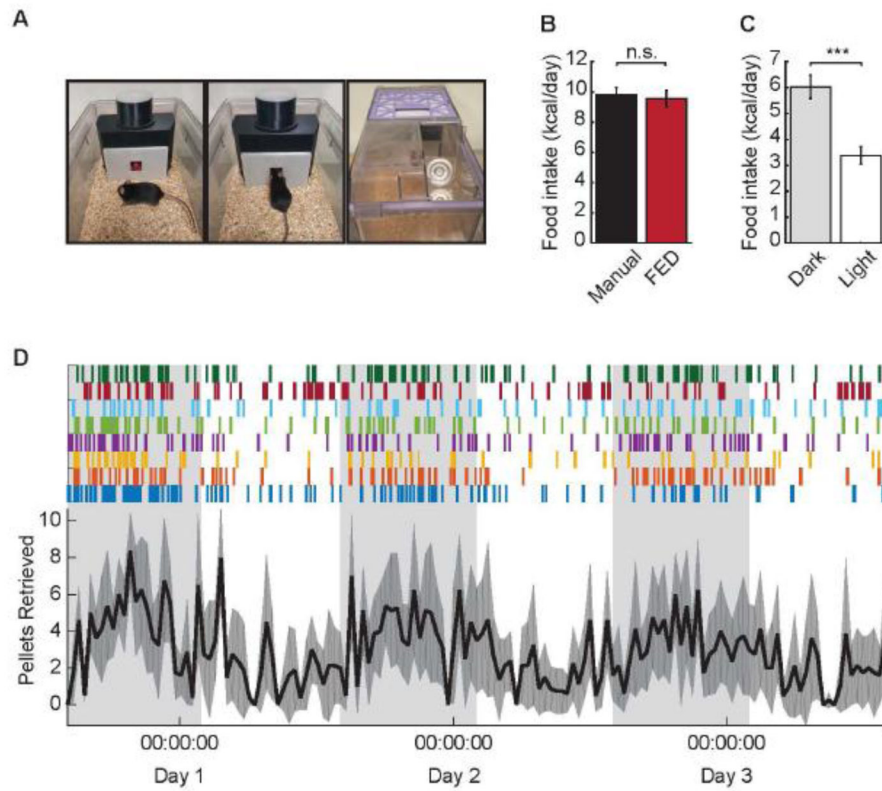 A
B
n.s.
Food intake (kcal/day)
12
10
8
6
4
2
0
Manual
FED
C
***
Food intake (kcal/day)
7
6
5
4
3
2
1
0
Dark
Light
D
Pellets Retrieved
10
8
6
4
2
0
00:00:00
00:00:00
00:00:00
Day 1
Day 2
Day 3